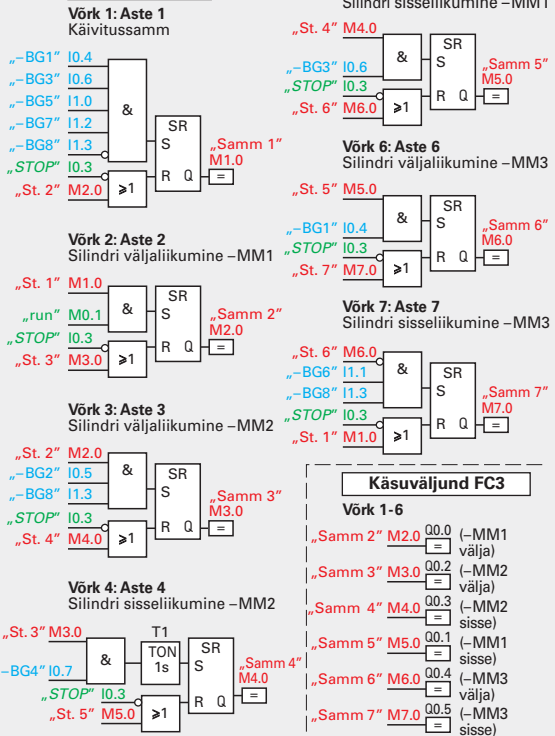 Võrk 1: Aste 1
Käivitussamm
„–BG1” I0.4
„–BG3” I0.6
„–BG5” I1.0
„–BG7” I1.2
„–BG8” I1.3
„STOP” I0.3
„St. 2” M2.0
&
≥1
SR
S
R Q
„Samm 1”
M1.0
=
Võrk 2: Aste 2
Silindri väljaliikumine –MM1
„St. 1” M1.0
„run” M0.1
„STOP” I0.3
„St. 3” M3.0
&
≥1
SR
S
R Q
„Samm 2”
M2.0
=
Võrk 3: Aste 3
Silindri väljaliikumine –MM2
„St. 2” M2.0
„–BG2” I0.5
„–BG8” I1.3
„STOP” I0.3
„St. 4” M4.0
&
≥1
SR
S
R Q
„Samm 3”
M3.0
=
Võrk 4: Aste 4
Silindri sisseliikumine –MM2
„St. 3” M3.0
–BG4” I0.7
„STOP” I0.3
„St. 5” M5.0
&
≥1
T1
TON
1s
SR
S
R Q
„Samm 4”
M4.0
=
Silindri sisseliikumine –MM1
„St. 4” M4.0
„–BG3” I0.6
„STOP” I0.3
„St. 6” M6.0
&
≥1
SR
S
R Q
„Samm 5”
M5.0
=
Võrk 6: Aste 6
Silindri väljaliikumine –MM3
„St. 5” M5.0
„–BG1” I0.4
„STOP” I0.3
„St. 7” M7.0
&
≥1
SR
S
R Q
„Samm 6”
M6.0
=
Võrk 7: Aste 7
Silindri sisseliikumine –MM3
„St. 6” M6.0
„–BG6” I1.1
„–BG8” I1.3
„STOP” I0.3
„St. 1” M1.0
&
≥1
SR
S
R Q
„Samm 7”
M7.0
=
Käsuväljund FC3
Võrk 1-6
„Samm 2” M2.0 Q0.0 = (–MM1 välja)
„Samm 3” M3.0 Q0.2 = (–MM2 välja)
„Samm 4” M4.0 Q0.3 = (–MM2 sisse)
„Samm 5” M5.0 Q0.1 = (–MM1 sisse)
„Samm 6” M6.0 Q0.4 = (–MM3 välja)
„Samm 7” M7.0 Q0.5 = (–MM3 sisse)